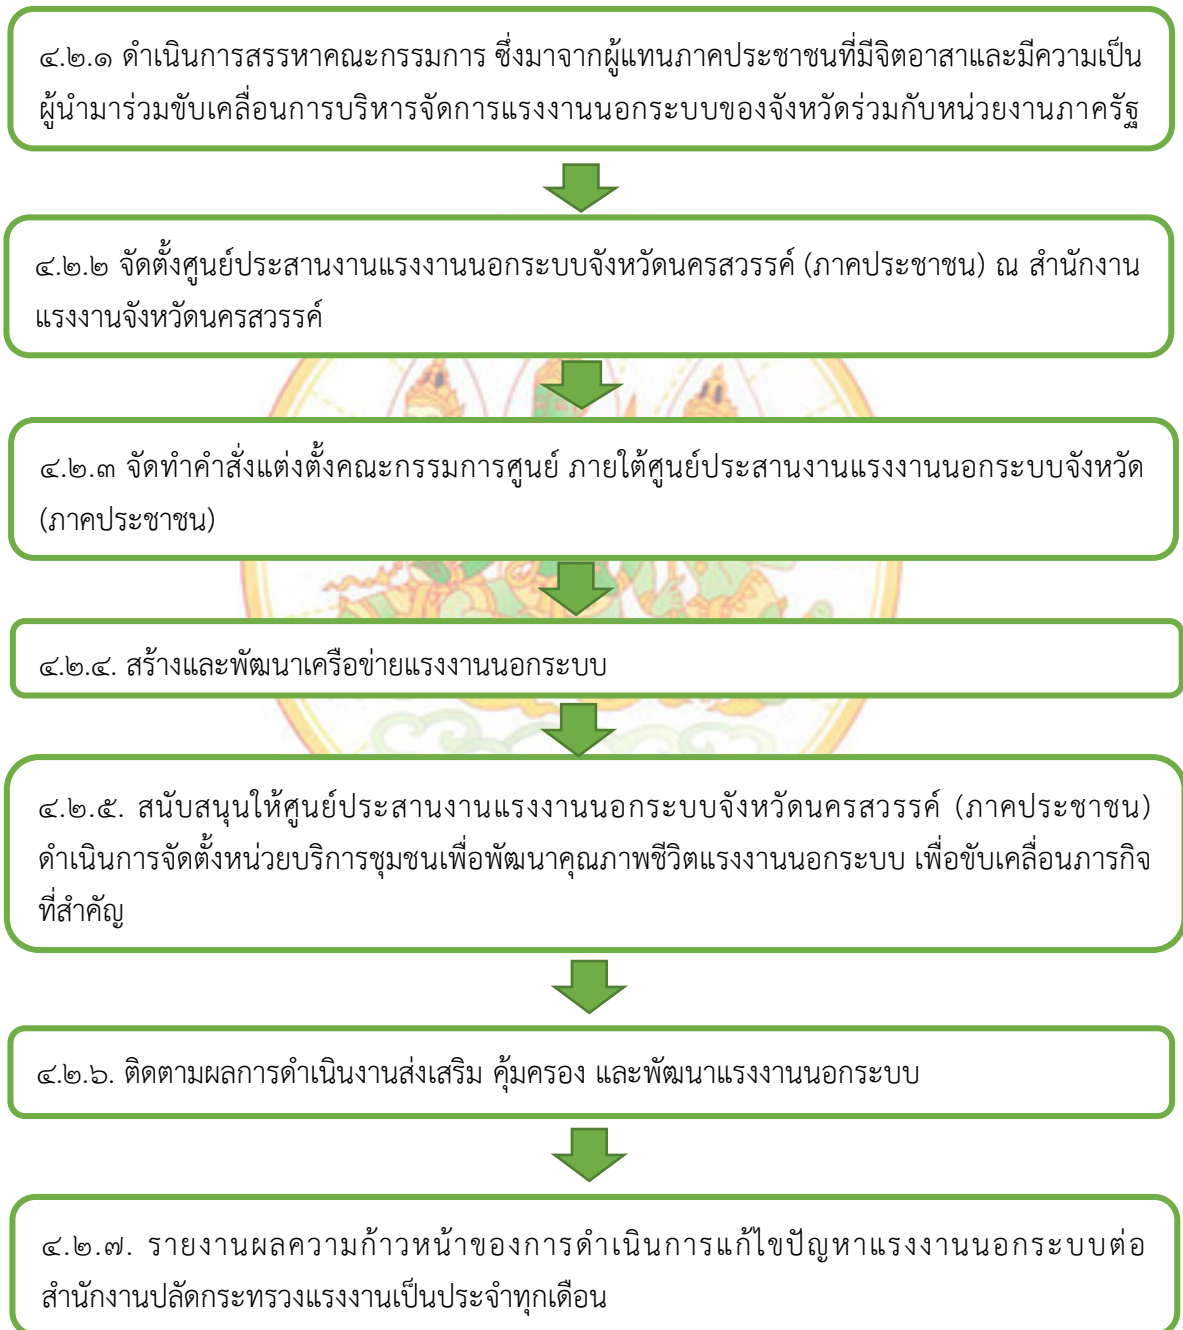 ๔.๒.๑ ดำเนินการสรรหาคณะกรรมการ ซึ่งมาจากผู้แทนภาคประชาชนที่มีจิตอาสาและมีความเป็น
ผู้นำมาร่วมขับเคลื่อนการบริหารจัดการแรงงานนอกระบบของจังหวัดร่วมกับหน่วยงานภาครัฐ
๔.๒.๒ จัดตั้งศูนย์ประสานงานแรงงานนอกระบบจังหวัดนครสวรรค์ (ภาคประชาชน) ณ สำนักงาน
แรงงานจังหวัดนครสวรรค์
๔.๒.๓ จัดทำคำสั่งแต่งตั้งคณะกรรมการศูนย์ ภายใต้ศูนย์ประสานงานแรงงานนอกระบบจังหวัด
(ภาคประชาชน)
๔.๒.๔. สร้างและพัฒนาเครือข่ายแรงงานนอกระบบ
๔.๒.๕. สนับสนุนให้ศูนย์ประสานงานแรงงานนอกระบบจังหวัดนครสวรรค์ (ภาคประชาชน)
ดำเนินการจัดตั้งหน่วยบริการชุมชนเพื่อพัฒนาคุณภาพชีวิตแรงงานนอกระบบ เพื่อขับเคลื่อนภารกิจ
ที่สำคัญ
๔.๒.๖. ติดตามผลการดำเนินงานส่งเสริม คุ้มครอง และพัฒนาแรงงานนอกระบบ
๔.๒.๗. รายงานผลความก้าวหน้าของการดำเนินการแก้ไขปัญหาแรงงานนอกระบบต่อ
สำนักงานปลัดกระทรวงแรงงานเป็นประจำทุกเดือน